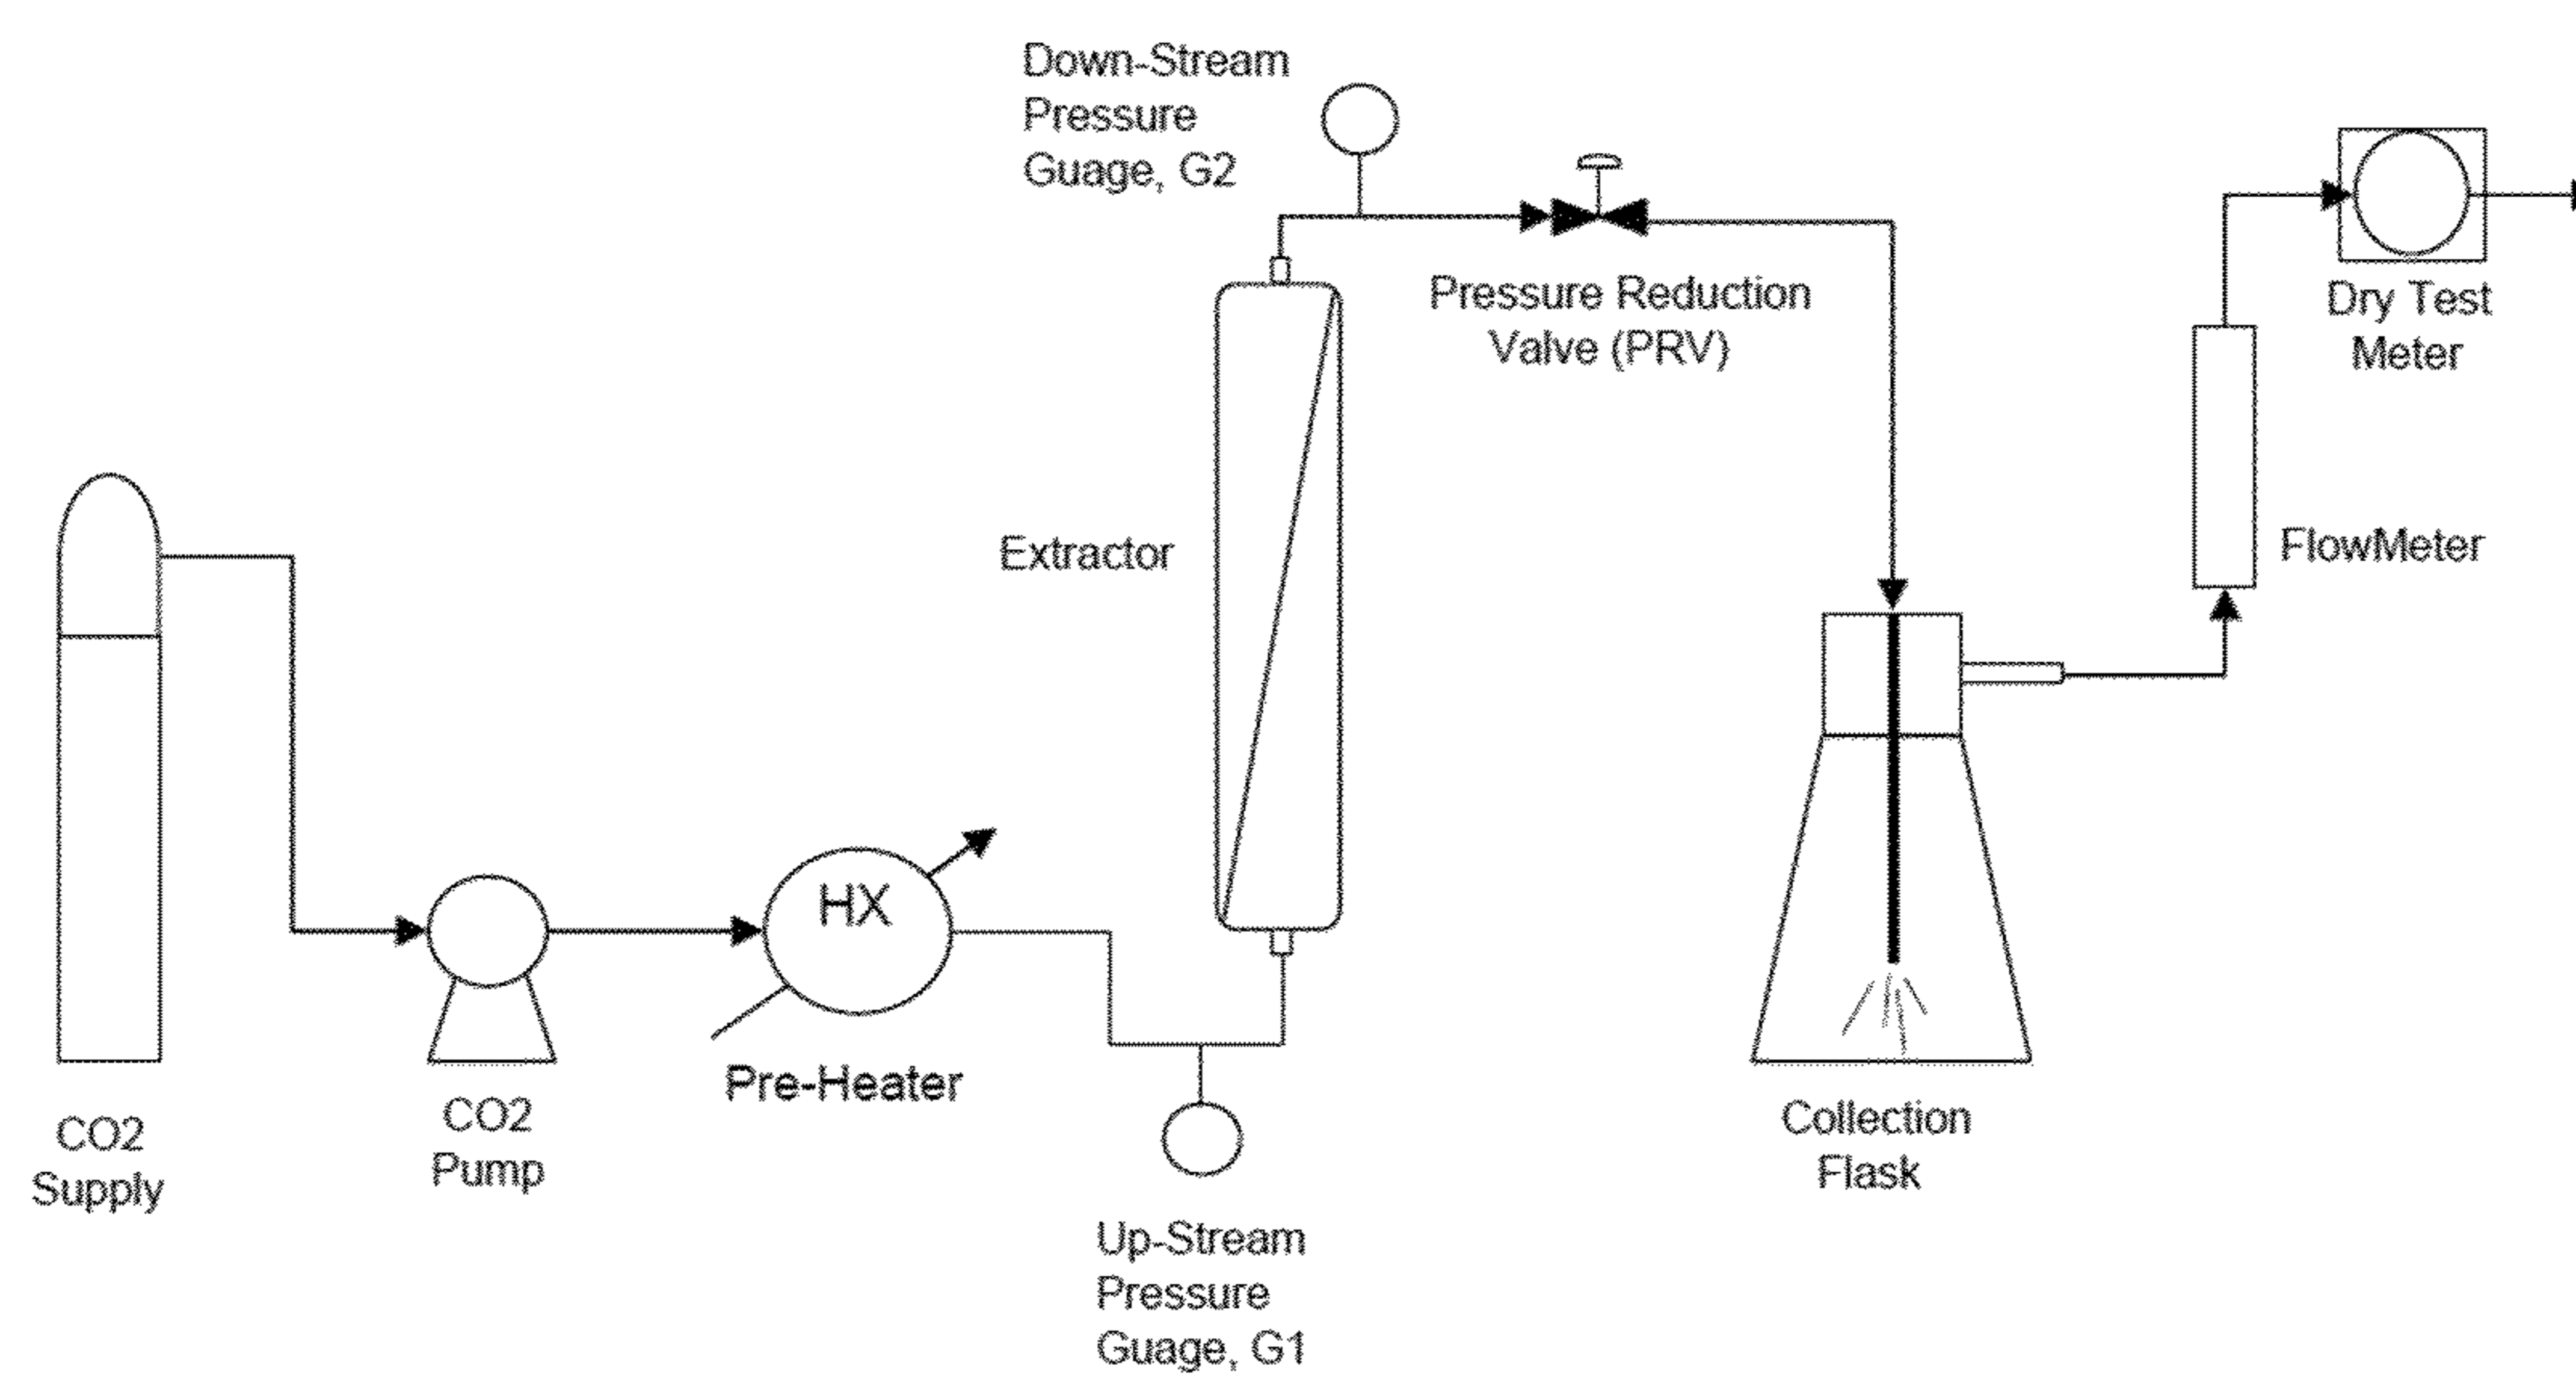 Down-Stream
Pressure
Guage, G2
Pressure Reduction
Valve (PRV)
Dry Test
Meter
Extractor
FlowMeter
HX
Pre-Heater
CO2
Supply
CO2
Pump
Collection
Flask
Up-Stream
Pressure
Guage, G1